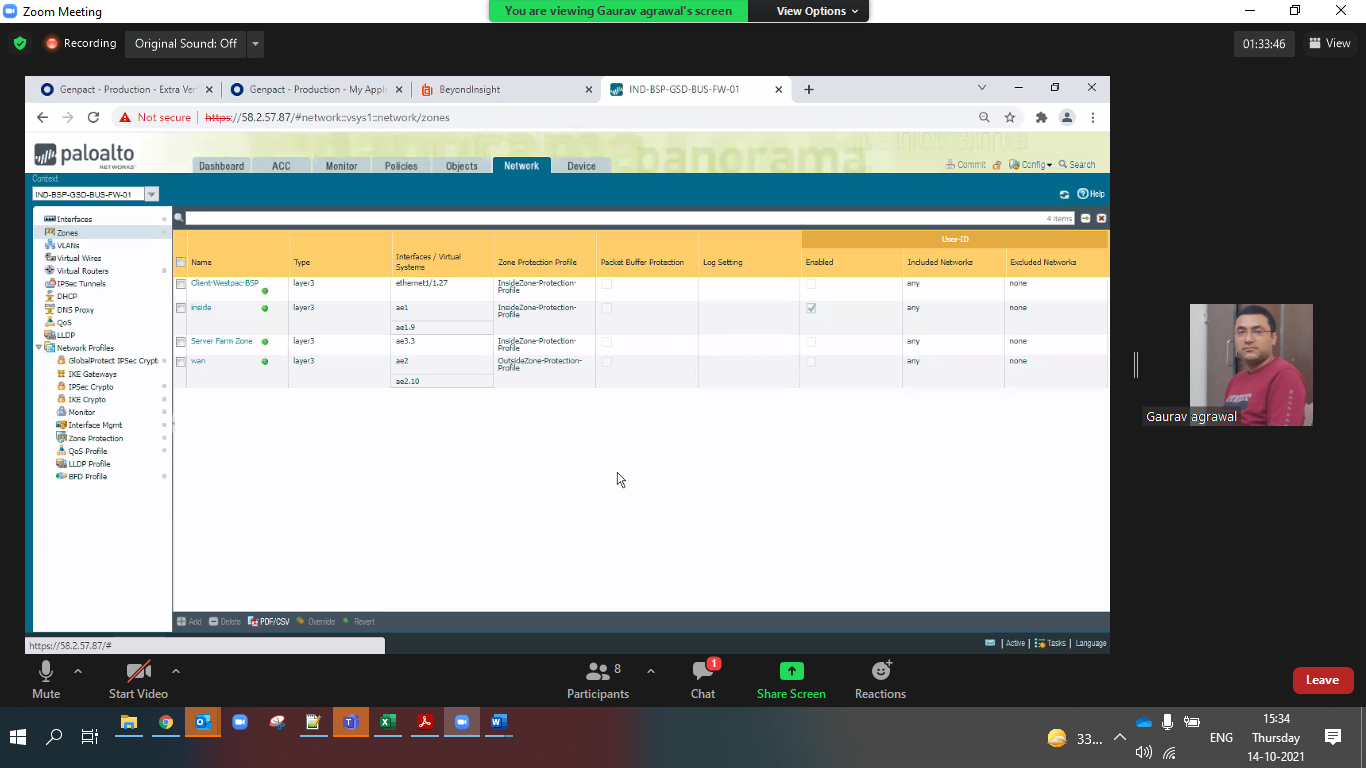 Zoom Meeting
You are viewing Gaurav agrawal's screen View Options
Recording Original Sound: Off 01:33:46 View
Genpact - Production - Extra Ver Genpact - Production - My Appl BeyondInsight IND-BSP-GSD-BUS-FW-01
Not secure https://58.2.57.87/#network::vsys1::network/zones
paloalto
NETWORKS
panorama
Dashboard ACC Monitor Policies Objects Network Device Commit Config Search
Context
IND-BSP-GSD-BUS-FW-01 Help
4 items
Interfaces
Zones
VLANs
Virtual Wires
Virtual Routers
IPSec Tunnels
DHCP
DNS Proxy
QoS
LLDP
Network Profiles
GlobalProtect IPSec Crypt
IKE Gateways
IPSec Crypto
IKE Crypto
Monitor
Interface Mgmt
Zone Protection
QoS Profile
LLDP Profile
BFD Profile
User-ID
Name Type Interfaces / Virtual Systems Zone Protection Profile Packet Buffer Protection Log Setting Enabled Included Networks Excluded Networks
Client-Westpac-BSP layer3 ethernet1/1.27 InsideZone-Protection-Profile any none
inside layer3 ae1 InsideZone-Protection-Profile any none
ae1.9
Server Farm Zone layer3 ae3.3 InsideZone-Protection-Profile any none
wan layer3 ae2 OutsideZone-Protection-Profile any none
ae2.10
Add Delete PDF/CSV Override Revert
https://58.2.57.87/# Active Tasks Language
Gaurav agrawal
Mute Start Video Participants 8 Chat 1 Share Screen Reactions Leave
33... ENG 15:34
Thursday
14-10-2021